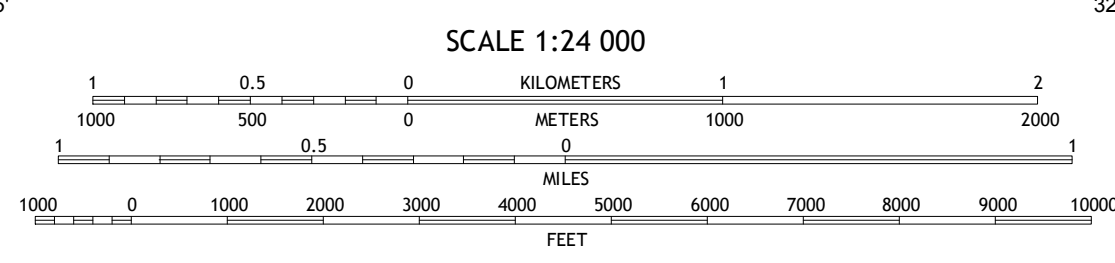 SCALE 1:24 000
1 0.5 0 KILOMETERS 1 2
1000 500 0 METERS 1000 2000
1 0.5 0 1
MILES
1000 0 1000 2000 3000 4000 5000 6000 7000 8000 9000 10000
FEET